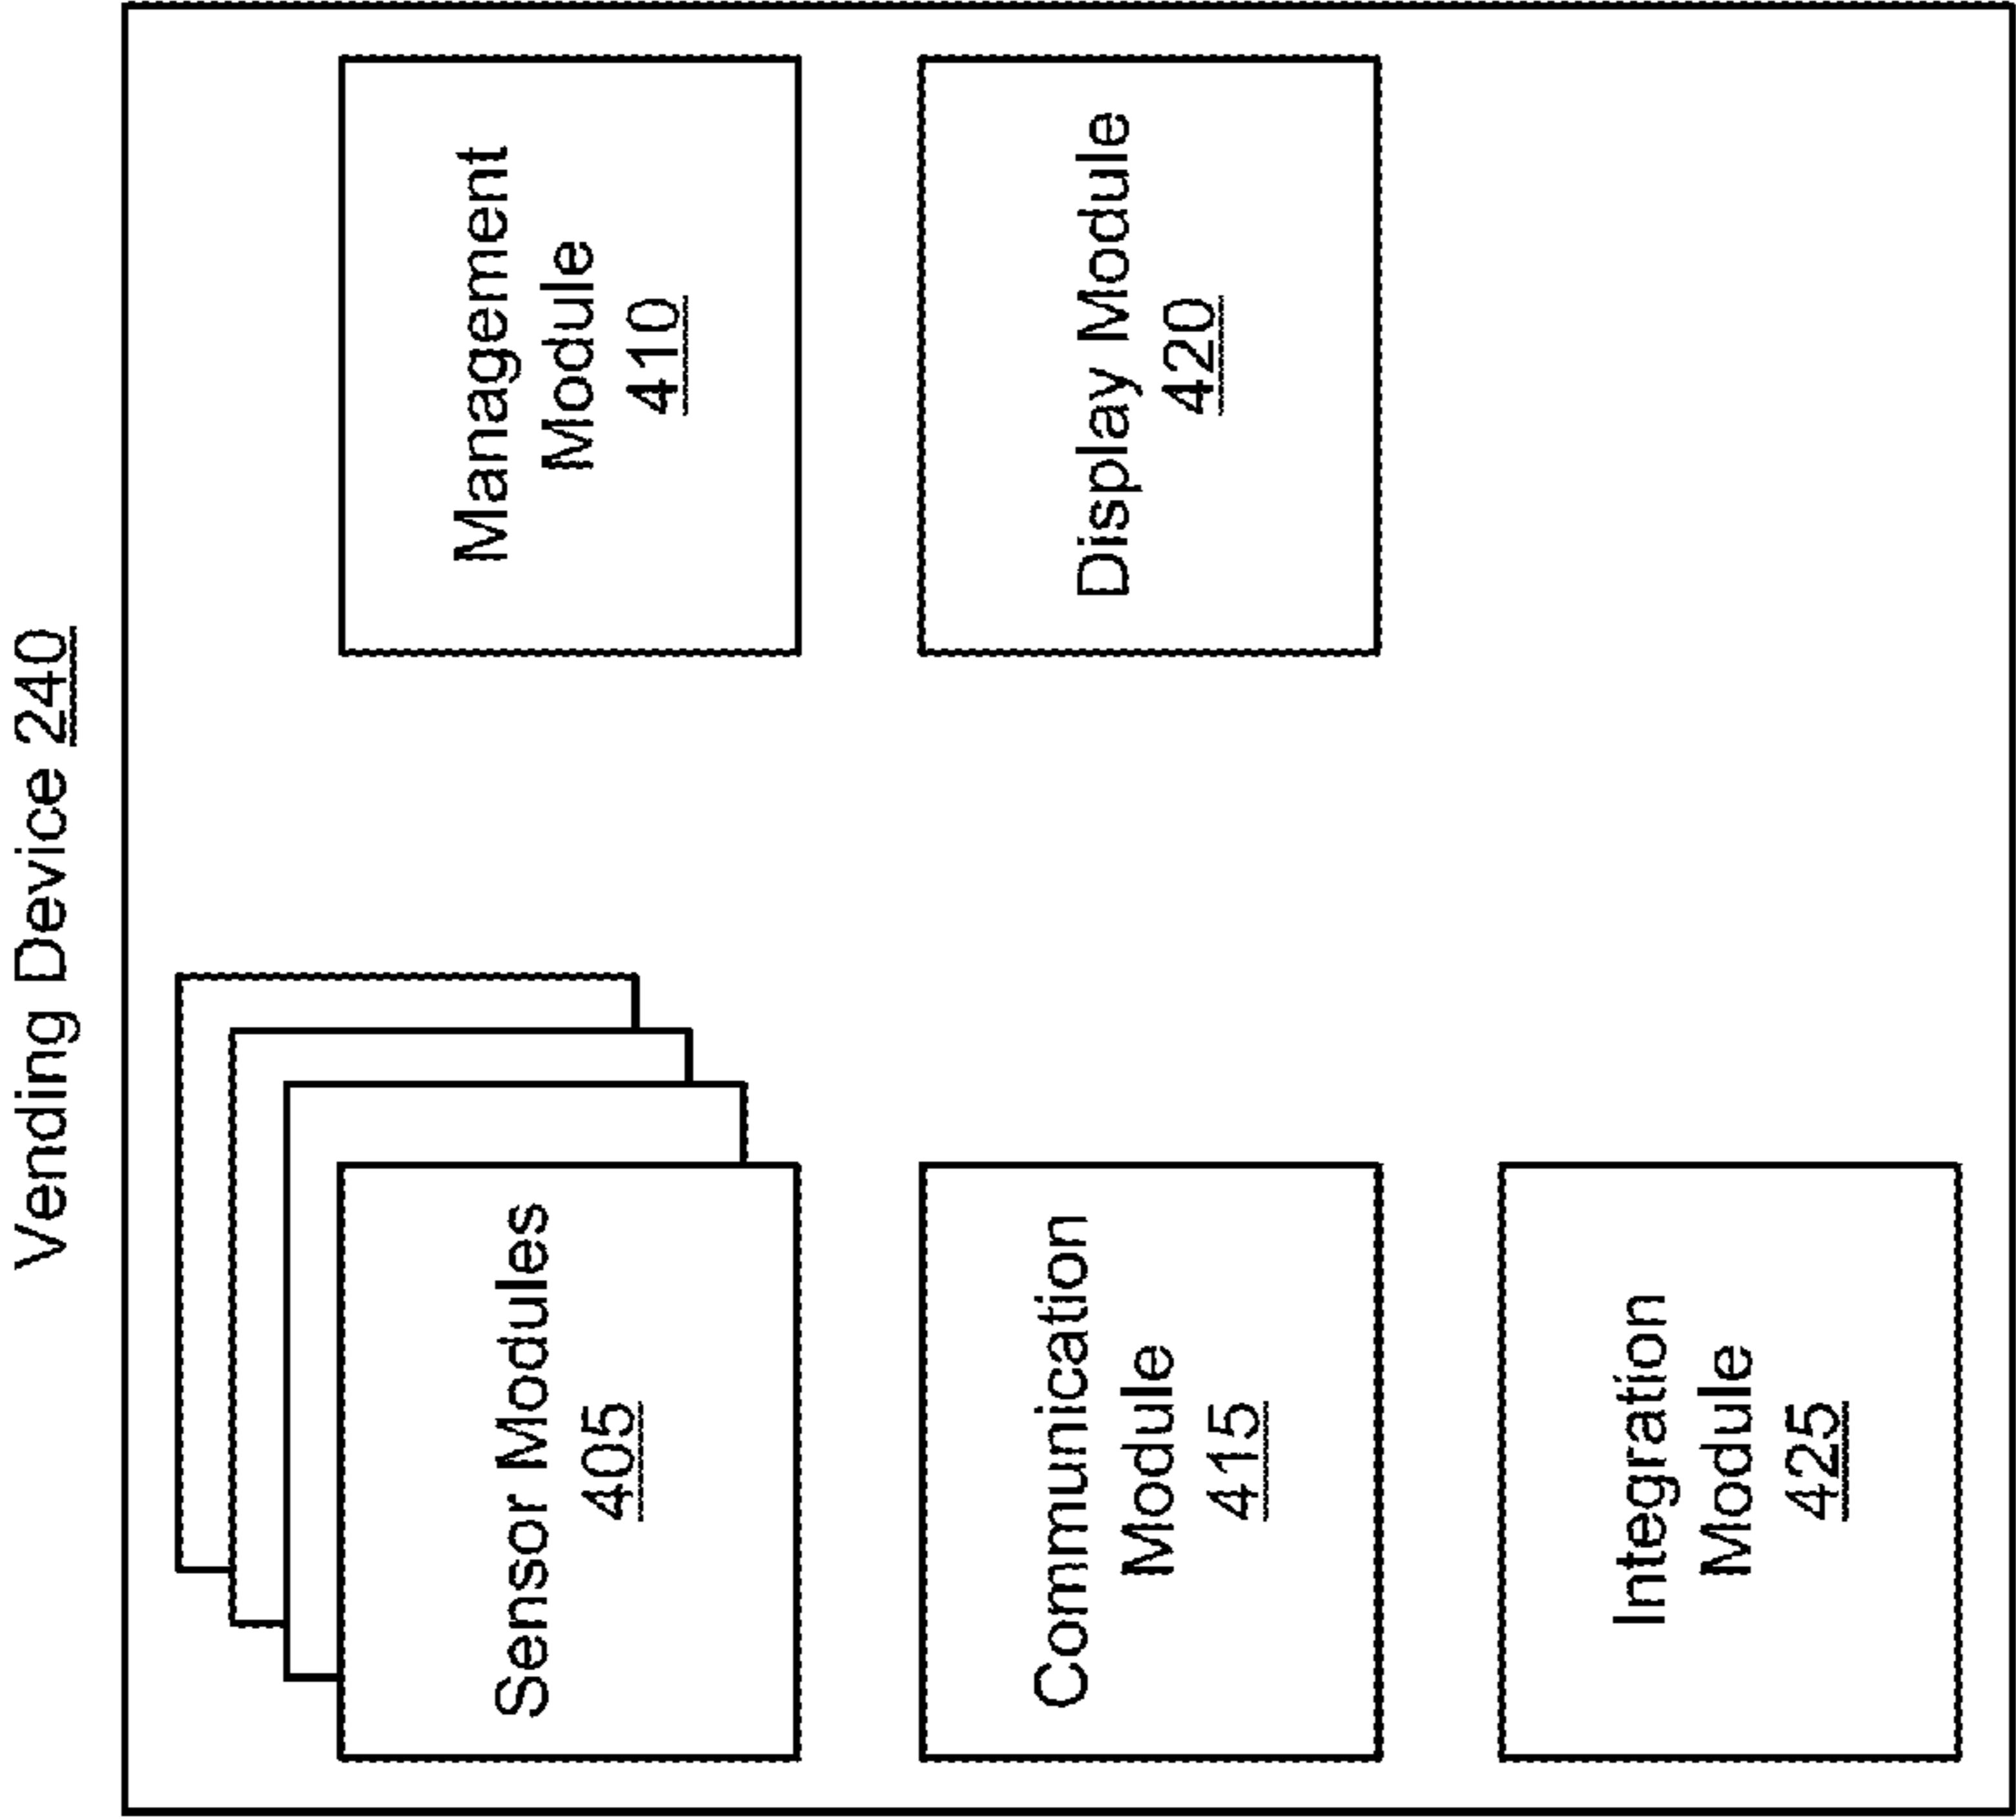 Vending Device 240
Sensor Modules
405
Management
Module
410
Communication
Module
415
Display Module
420
Integration
Module
425